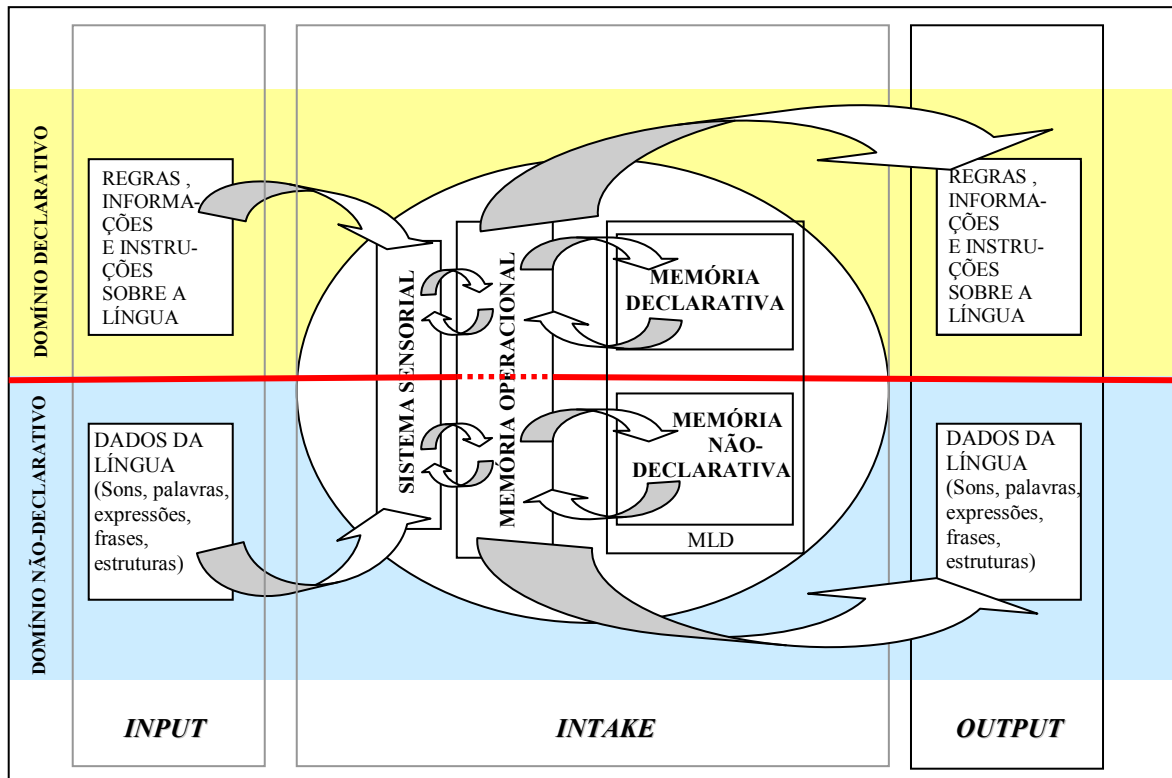 DOMÍNIO DECLARATIVO
REGRAS ,
INFORMA-
ÇÕES
E INSTRU-
ÇÕES
SOBRE A
LÍNGUA
SISTEMA SENSORIAL
MEMÓRIA OPERACIONAL
MEMÓRIA
DECLARATIVA
REGRAS ,
INFORMA-
ÇÕES
E INSTRU-
ÇÕES
SOBRE A
LÍNGUA
DOMÍNIO NÃO-DECLARATIVO
DADOS DA
LÍNGUA
(Sons, palavras,
expressões,
frases,
estruturas)
MEMÓRIA
NÃO-
DECLARATIVA
MLD
DADOS DA
LÍNGUA
(Sons, palavras,
expressões,
frases,
estruturas)
INPUT
INTAKE
OUTPUT